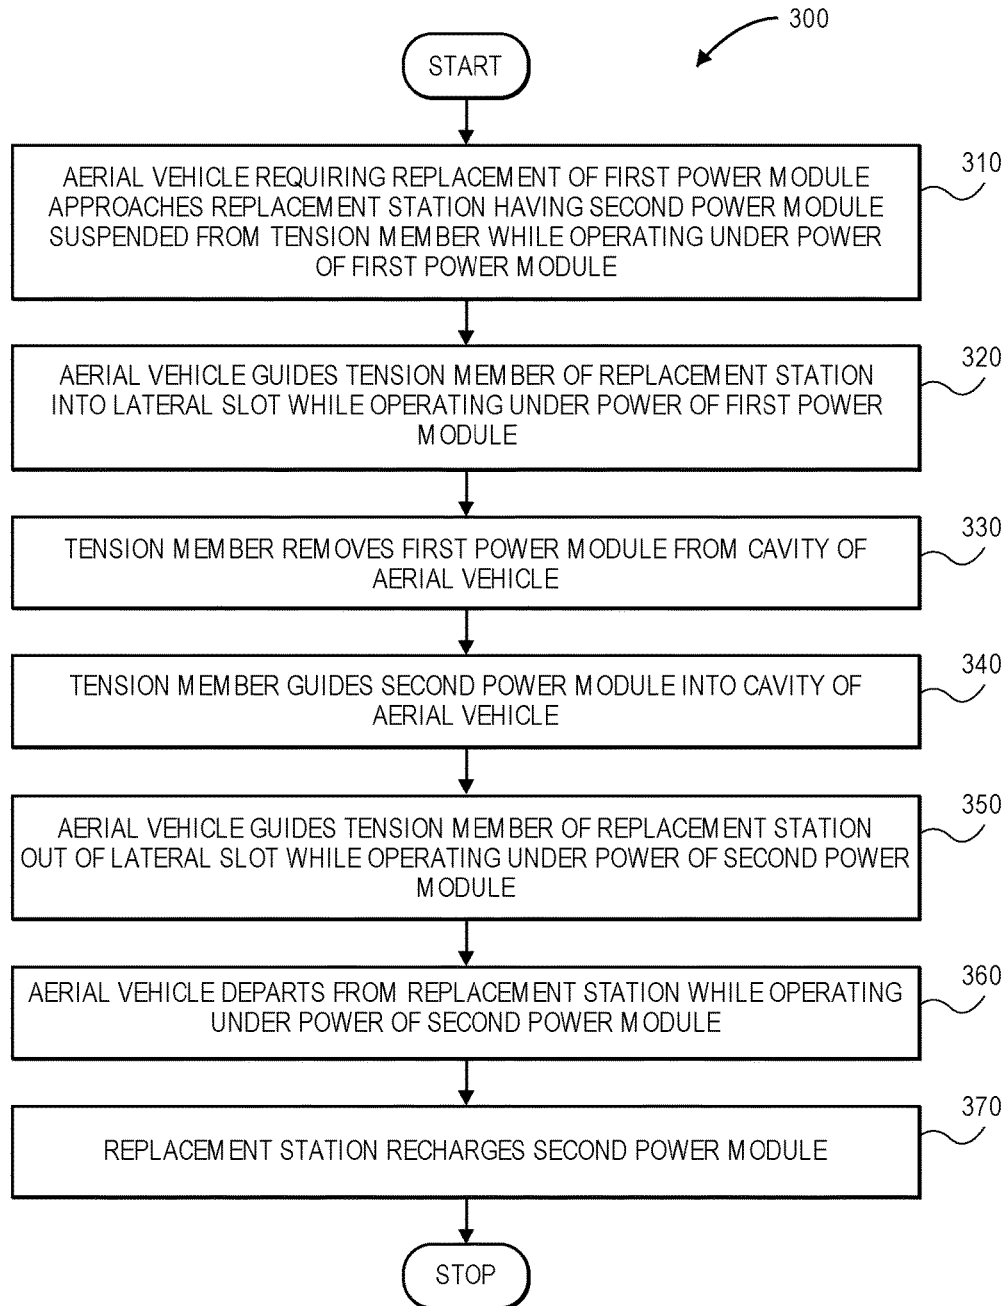 300
START
310
AERIAL VEHICLE REQUIRING REPLACEMENT OF FIRST POWER MODULE
APPROACHES REPLACEMENT STATION HAVING SECOND POWER MODULE
SUSPENDED FROM TENSION MEMBER WHILE OPERATING UNDER POWER
OF FIRST POWER MODULE
320
AERIAL VEHICLE GUIDES TENSION MEMBER OF REPLACEMENT STATION
INTO LATERAL SLOT WHILE OPERATING UNDER POWER OF FIRST POWER
MODULE
330
TENSION MEMBER REMOVES FIRST POWER MODULE FROM CAVITY OF
AERIAL VEHICLE
340
TENSION MEMBER GUIDES SECOND POWER MODULE INTO CAVITY OF
AERIAL VEHICLE
350
AERIAL VEHICLE GUIDES TENSION MEMBER OF REPLACEMENT STATION
OUT OF LATERAL SLOT WHILE OPERATING UNDER POWER OF SECOND POWER
MODULE
360
AERIAL VEHICLE DEPARTS FROM REPLACEMENT STATION WHILE OPERATING
UNDER POWER OF SECOND POWER MODULE
370
REPLACEMENT STATION RECHARGES SECOND POWER MODULE
STOP